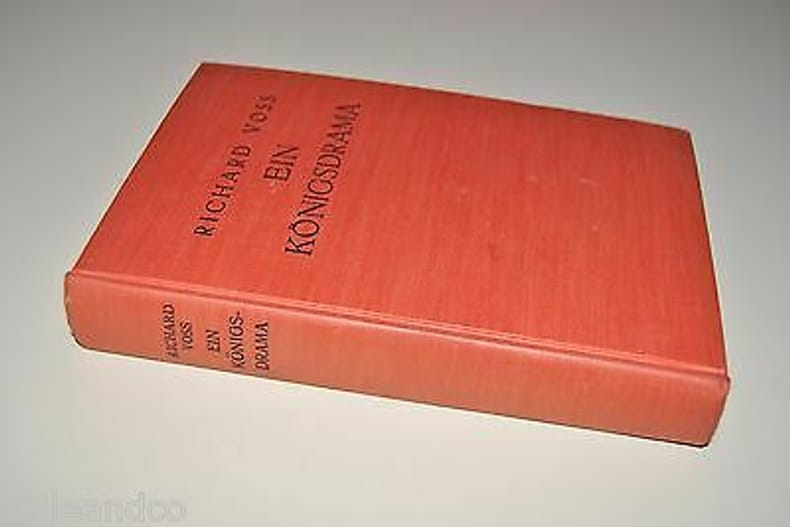 RICHARD VOSS
EIN
KÖNIGSDRAMA
RICHARD
VOSS
EIN
KÖNIGS-
DRAMA